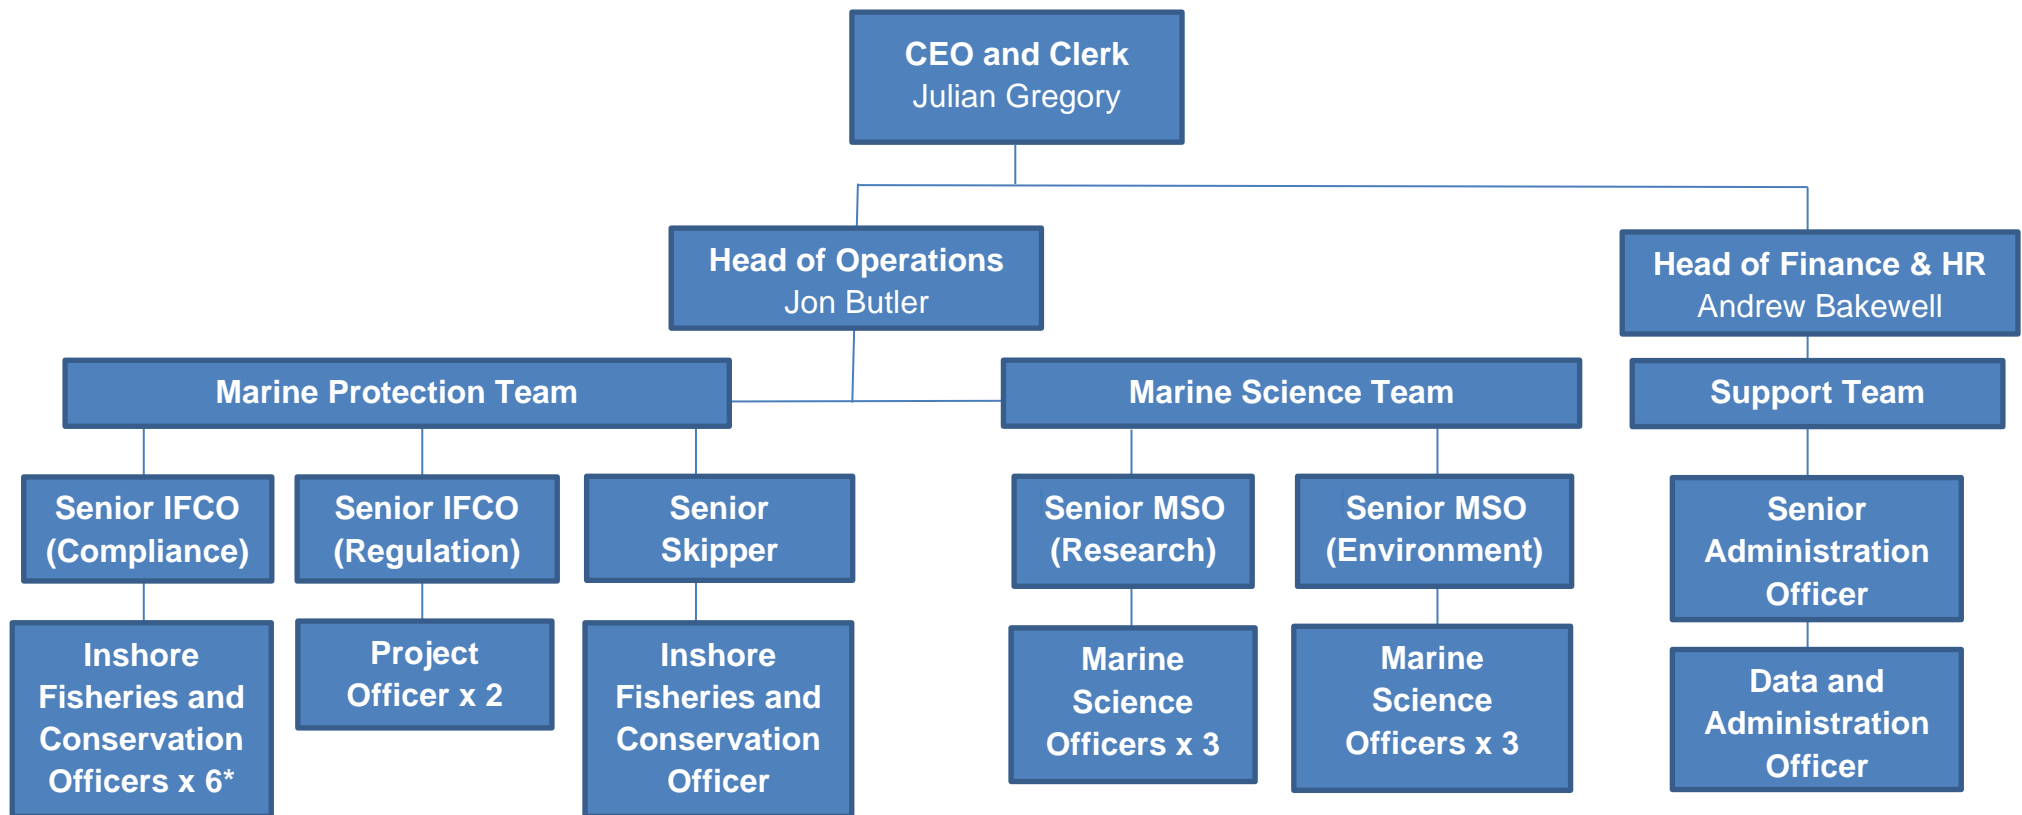 CEO and Clerk
Julian Gregory
Head of Operations
Jon Butler
Head of Finance & HR
Andrew Bakewell
Marine Protection Team
Marine Science Team
Support Team
Senior IFCO
(Compliance)
Senior IFCO
(Regulation)
Senior
Skipper
Senior MSO
(Research)
Senior MSO
(Environment)
Senior
Administration
Officer
Inshore
Fisheries and
Conservation
Officers x 6*
Project
Officer x 2
Inshore
Fisheries and
Conservation
Officer
Marine
Science
Officers x 3
Marine
Science
Officers x 3
Data and
Administration
Officer